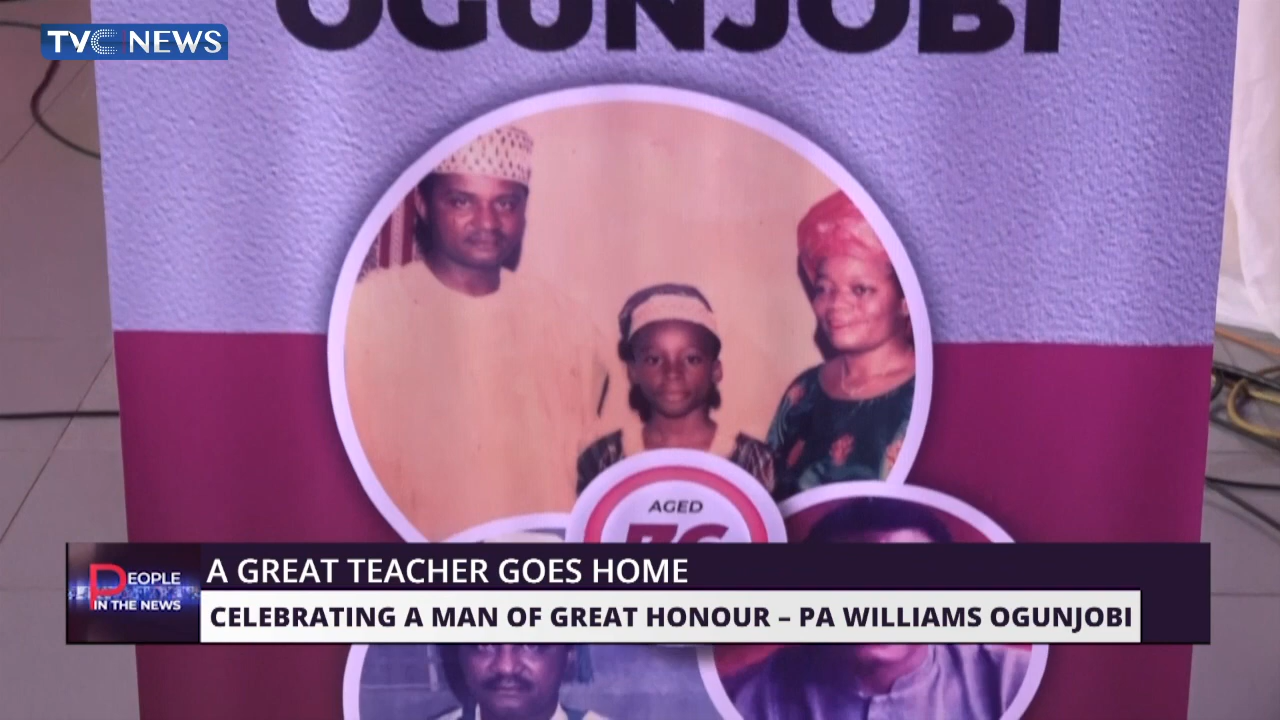 TVC NEWS
OGUNJOBI
AGED
76
PEOPLE
IN THE NEWS
A GREAT TEACHER GOES HOME
CELEBRATING A MAN OF GREAT HONOUR – PA WILLIAMS OGUNJOBI